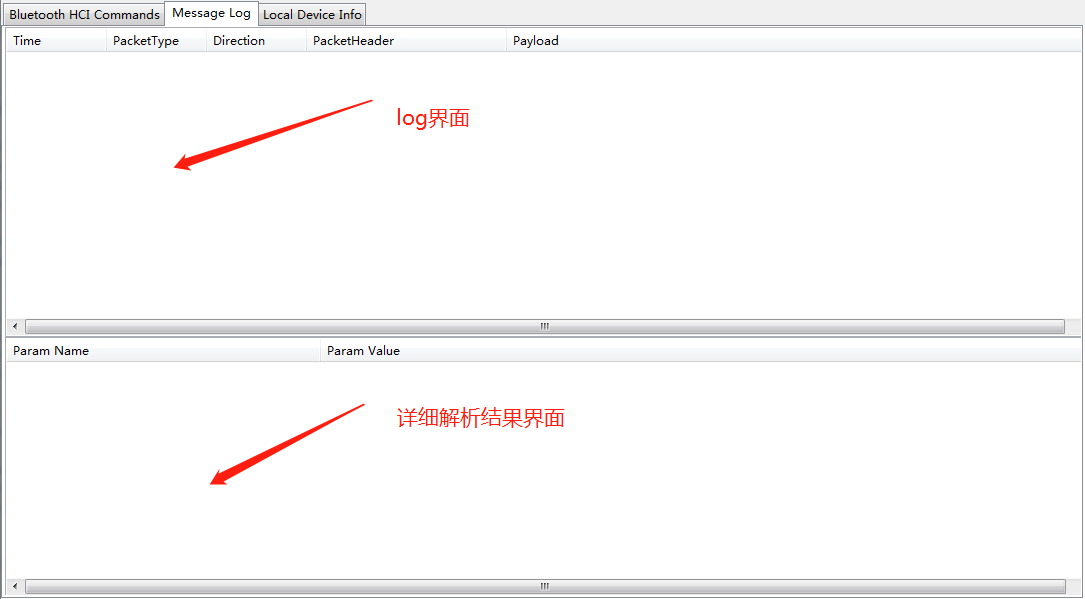 Bluetooth HCI Commands Message Log Local Device Info
Time PacketType Direction PacketHeader Payload
log界面
Param Name Param Value
详细解析结果界面